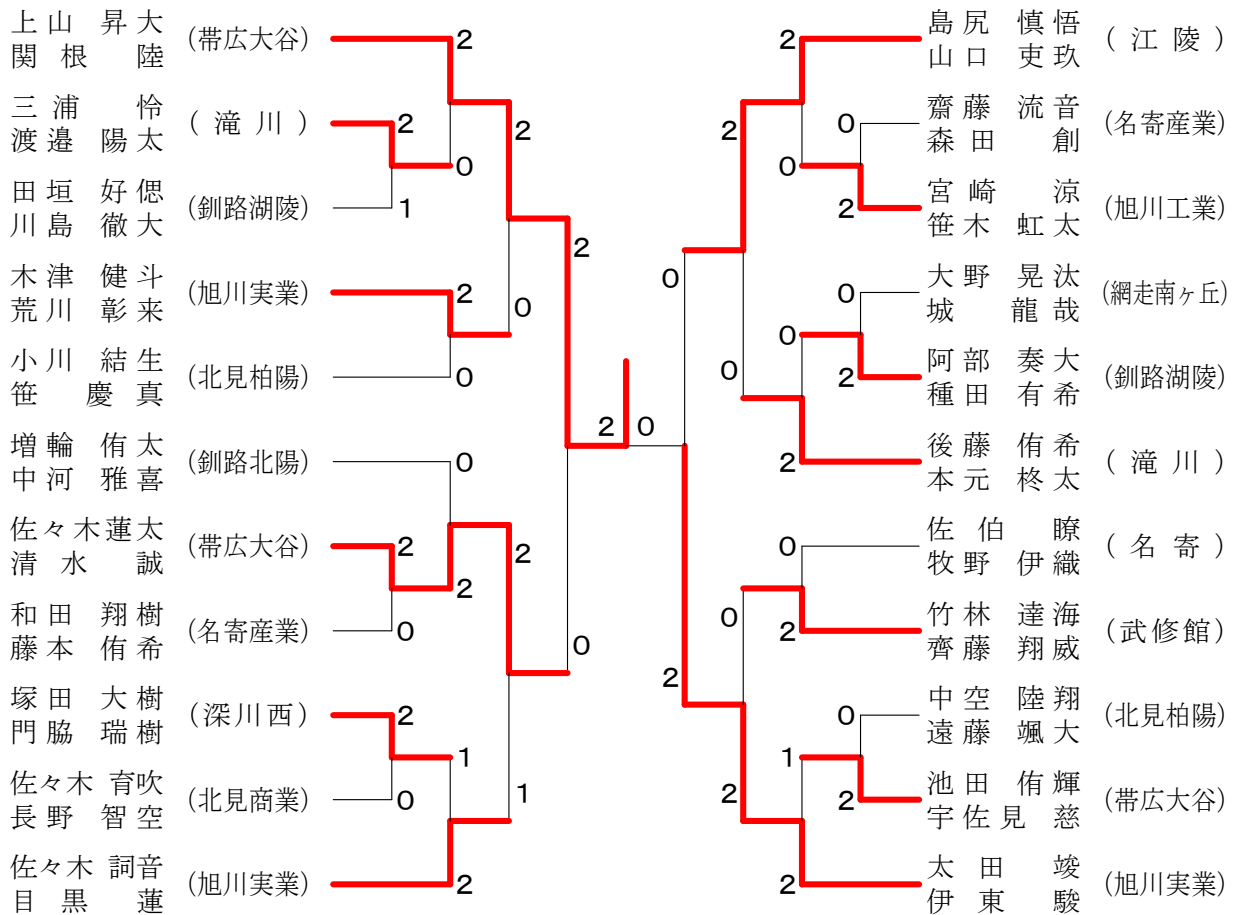 上山 昇大
関根 陸
(帯広大谷)
2
三浦 怜
渡邉 陽太
(滝川)
2
0
2
田垣 好偲
川島 徹大
(釧路湖陵)
1
2
木津 健斗
荒川 彰来
(旭川実業)
2
0
小川 結生
笹 慶真
(北見柏陽)
0
増輪 侑太
中河 雅喜
(釧路北陽)
0
2
佐々木蓮太
清水 誠
(帯広大谷)
2
2
2
和田 翔樹
藤本 侑希
(名寄産業)
0
0
塚田 大樹
門脇 瑞樹
(深川西)
2
1
佐々木 育吹
長野 智空
(北見商業)
0
1
佐々木 詞音
目黒 蓮
(旭川実業)
2
2
島尻 慎悟
山口 吏玖
(江陵)
2
0
齋藤 流音
森田 創
(名寄産業)
0
2
宮崎 涼
笹木 虹太
(旭川工業)
0
0
大野 晃汰
城 龍哉
(網走南ヶ丘)
0
2
阿部 奏大
種田 有希
(釧路湖陵)
0
0
2
後藤 侑希
本元 柊太
(滝川)
0
佐伯 瞭
牧野 伊織
(名寄)
0
2
竹林 達海
齊藤 翔威
(武修館)
2
0
中空 陸翔
遠藤 颯大
(北見柏陽)
1
2
池田 侑輝
宇佐見 慈
(帯広大谷)
2
2
太田 竣
伊東 駿
(旭川実業)